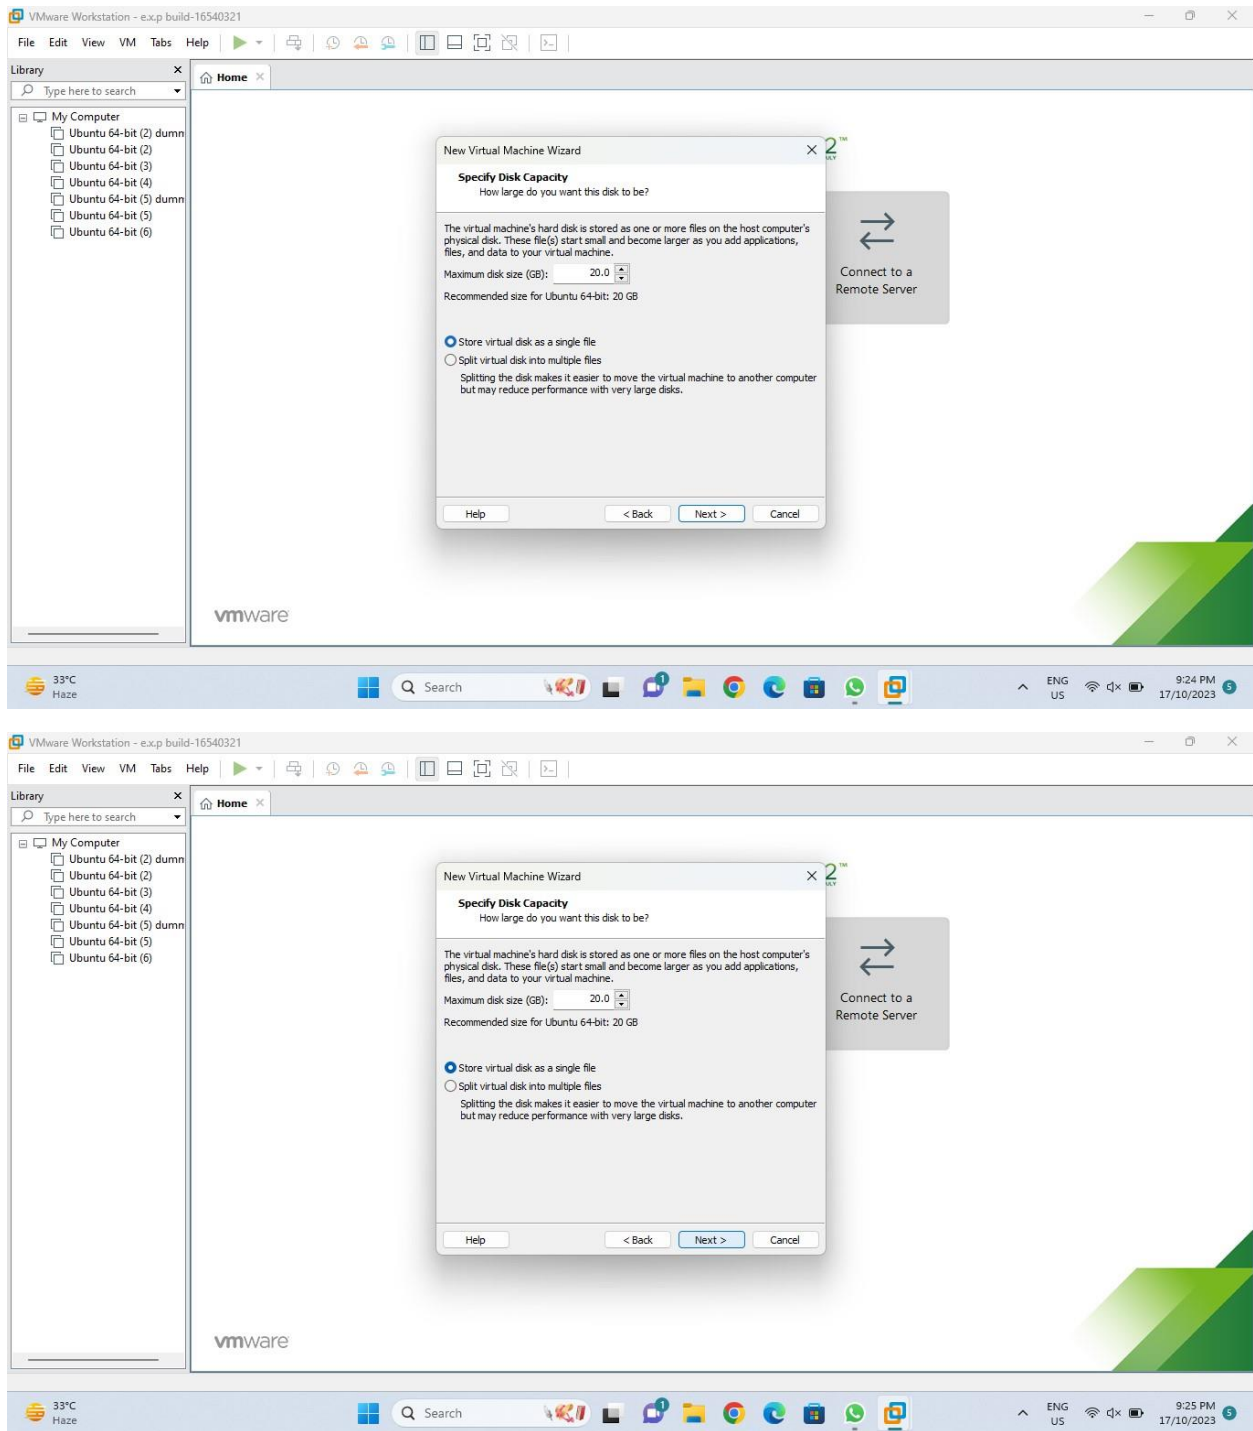 VMware Workstation - e.x.p build-16540321
File Edit View VM Tabs Help
Library
Home
Type here to search
My Computer
Ubuntu 64-bit (2) dumn
Ubuntu 64-bit (2)
Ubuntu 64-bit (3)
Ubuntu 64-bit (4)
Ubuntu 64-bit (5) dumn
Ubuntu 64-bit (5)
Ubuntu 64-bit (6)
2™
New Virtual Machine Wizard
Specify Disk Capacity
How large do you want this disk to be?
The virtual machine's hard disk is stored as one or more files on the host computer's
physical disk. These file(s) start small and become larger as you add applications,
files, and data to your virtual machine.
Maximum disk size (GB): 20.0
Recommended size for Ubuntu 64-bit: 20 GB
Store virtual disk as a single file
Split virtual disk into multiple files
Splitting the disk makes it easier to move the virtual machine to another computer
but may reduce performance with very large disks.
Help < Back Next > Cancel
Connect to a
Remote Server
vmware
33°C
Haze
Search
1
ENG
US
9:24 PM
17/10/2023
5
VMware Workstation - e.x.p build-16540321
File Edit View VM Tabs Help
Library
Home
Type here to search
My Computer
Ubuntu 64-bit (2) dumn
Ubuntu 64-bit (2)
Ubuntu 64-bit (3)
Ubuntu 64-bit (4)
Ubuntu 64-bit (5) dumn
Ubuntu 64-bit (5)
Ubuntu 64-bit (6)
2™
New Virtual Machine Wizard
Specify Disk Capacity
How large do you want this disk to be?
The virtual machine's hard disk is stored as one or more files on the host computer's
physical disk. These file(s) start small and become larger as you add applications,
files, and data to your virtual machine.
Maximum disk size (GB): 20.0
Recommended size for Ubuntu 64-bit: 20 GB
Store virtual disk as a single file
Split virtual disk into multiple files
Splitting the disk makes it easier to move the virtual machine to another computer
but may reduce performance with very large disks.
Help < Back Next > Cancel
Connect to a
Remote Server
vmware
33°C
Haze
Search
1
ENG
US
9:25 PM
17/10/2023
5